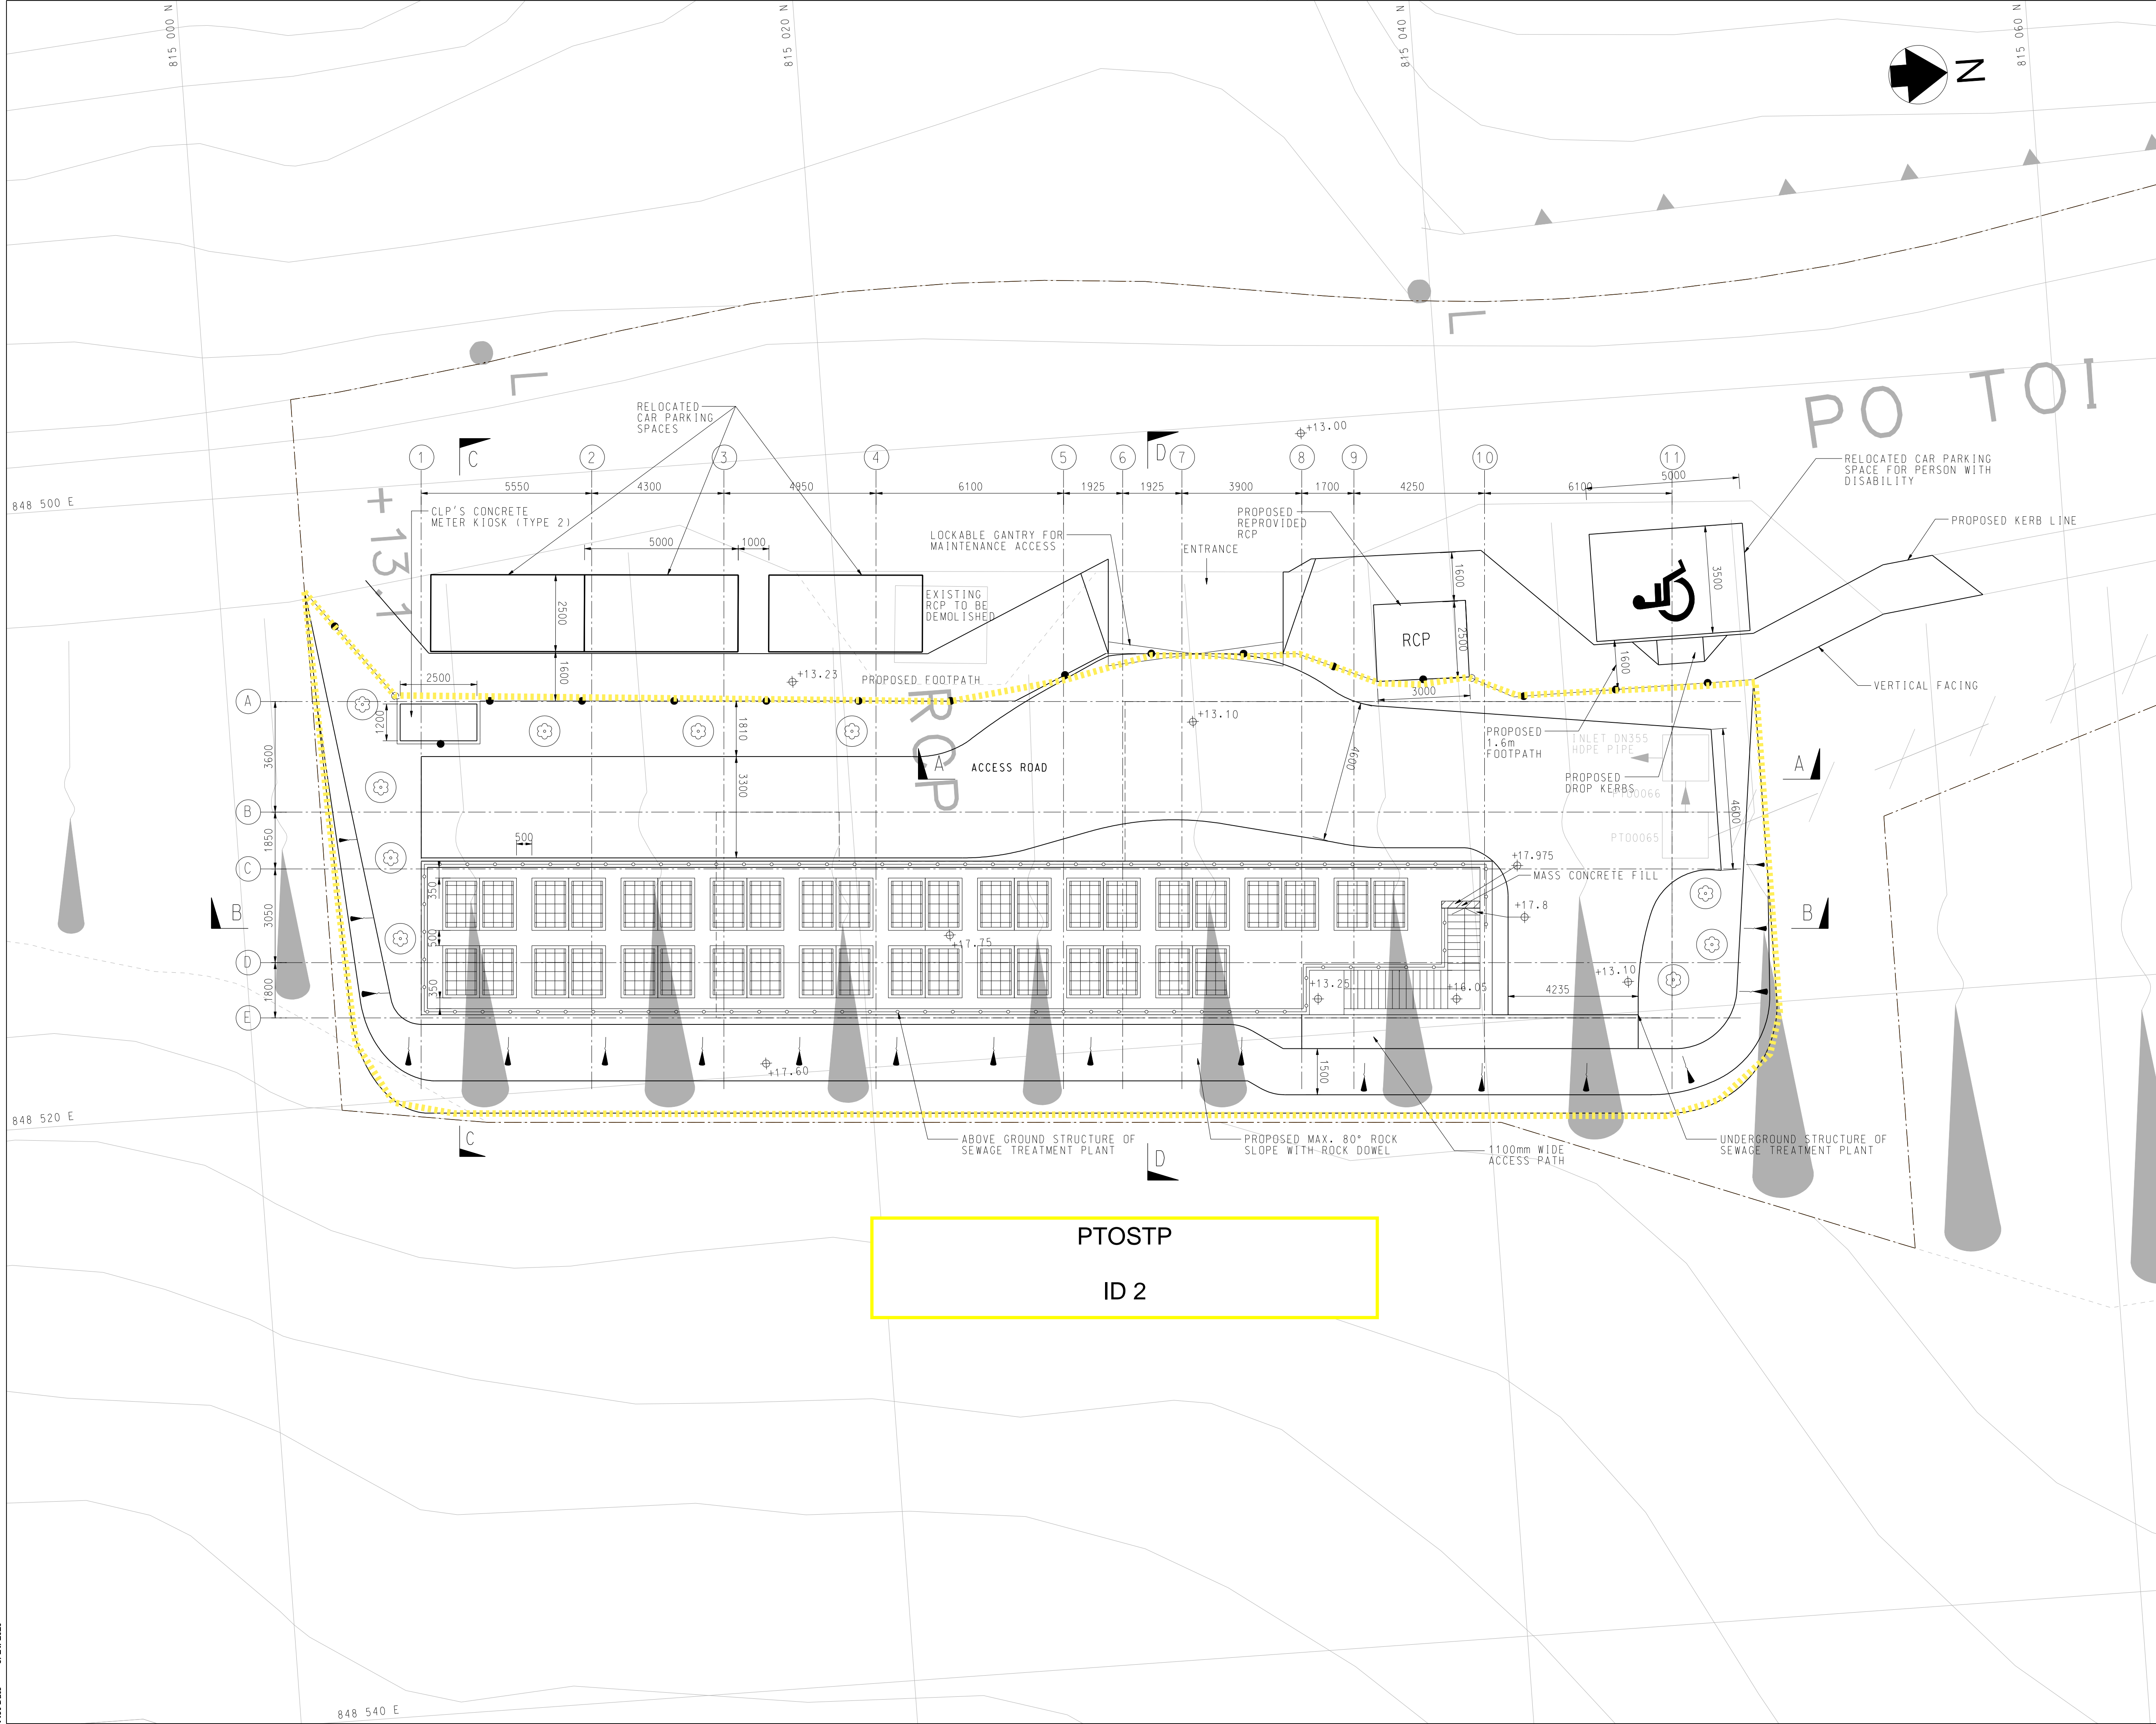 815 000 N
815 020 N
815 040 N
815 060 N
N
L
L
PO TOI
RELOCATED
CAR PARKING
SPACES
+13.00
1
C
2
3
4
5
6
D
7
8
9
10
11
5000
RELOCATED CAR PARKING
SPACE FOR PERSON WITH
DISABILITY
5550
4300
4950
6100
1925
1925
3900
1700
4250
6100
848 500 E
+13.1
CLP'S CONCRETE
METER KIOSK (TYPE 2)
5000
1000
LOCKABLE GANTRY FOR
MAINTENANCE ACCESS
ENTRANCE
PROPOSED
REPROVIDED
RCP
PROPOSED KERB LINE
2500
EXISTING
RCP TO BE
DEMOLISHED
1600
3500
RCP
2500
1600
1600
2500
+13.23
PROPOSED FOOTPATH
3000
VERTICAL FACING
A
1200
1810
RCP
+13.10
PROPOSED
1.6m
FOOTPATH
INLET DN355
HDPE PIPE
3600
3300
A
ACCESS ROAD
4600
PROPOSED
DROP KERBS
A
PTD0066
B
4600
1850
500
PTD0065
C
+17.975
MASS CONCRETE FILL
350
3050
B
+17.8
B
500
+17.75
D
+13.10
1800
350
+13.25
+16.05
4235
E
+17.60
1500
848 520 E
C
ABOVE GROUND STRUCTURE OF
SEWAGE TREATMENT PLANT
D
PROPOSED MAX. 80° ROCK
SLOPE WITH ROCK DOWEL
1100mm WIDE
ACCESS PATH
UNDERGROUND STRUCTURE OF
SEWAGE TREATMENT PLANT
PTOSTP
ID 2
848 540 E